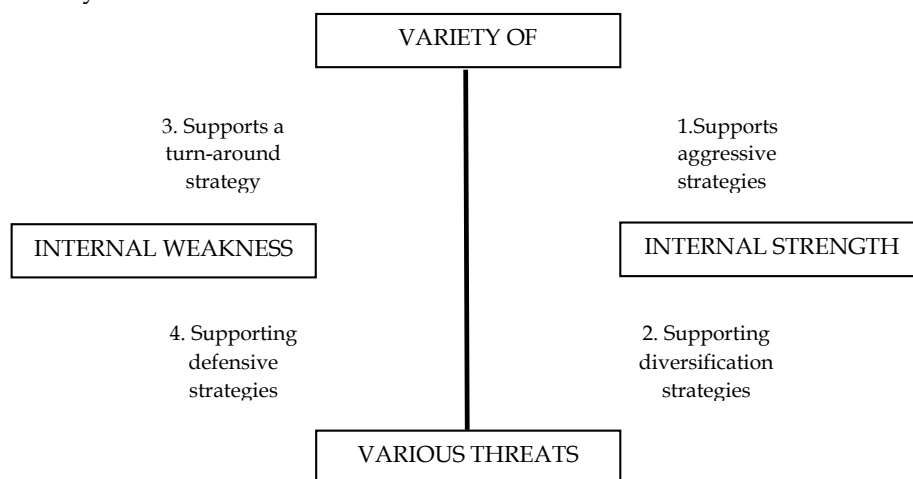 VARIETY OF
3. Supports a
turn-around
strategy
1.Supports
aggressive
strategies
INTERNAL WEAKNESS
INTERNAL STRENGTH
4. Supporting
defensive
strategies
2. Supporting
diversification
strategies
VARIOUS THREATS